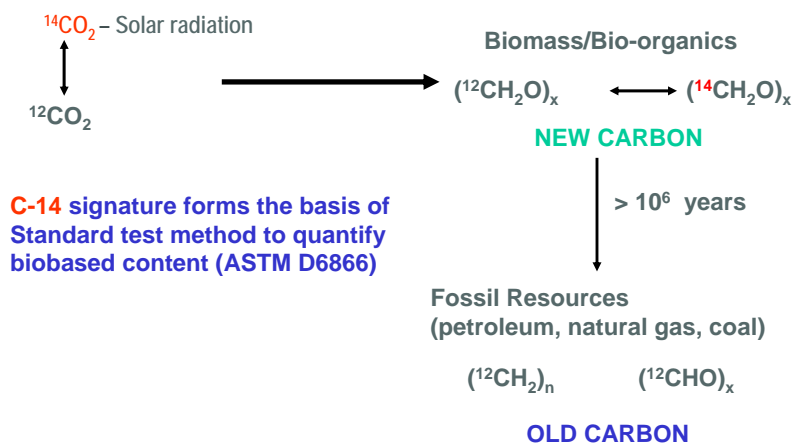 ¹⁴CO₂ – Solar radiation
¹²CO₂
Biomass/Bio-organics
(¹²CH₂O)ₓ (¹⁴CH₂O)ₓ
NEW CARBON
> 10⁶ years
C-14 signature forms the basis of
Standard test method to quantify
biobased content (ASTM D6866)
Fossil Resources
(petroleum, natural gas, coal)
(¹²CH₂)ₙ (¹²CHO)ₓ
OLD CARBON